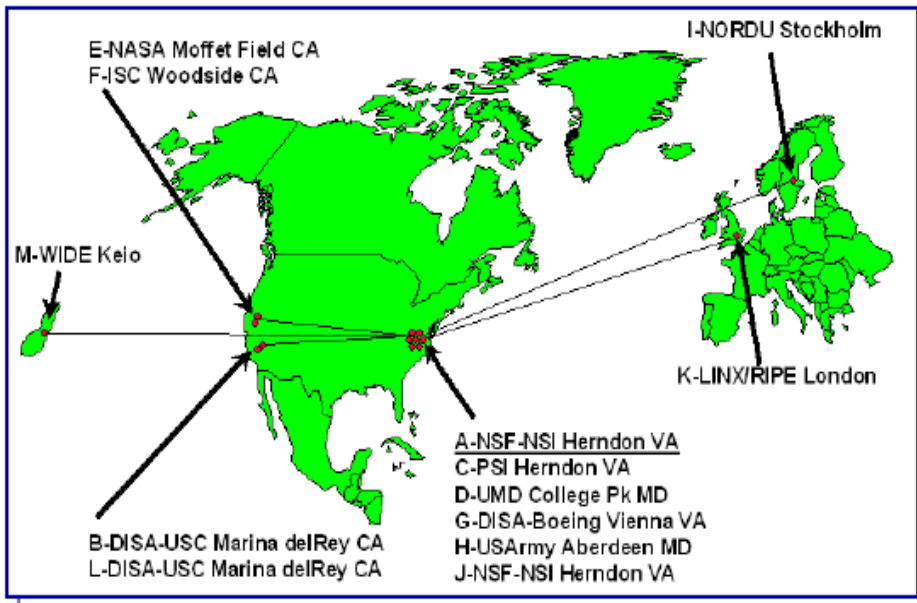 E-NASA Moffet Field CA
F-ISC Woodside CA
I-NORDU Stockholm
M-WIDE Keio
K-LINX/RIPE London
A-NSF-NSI Herndon VA
C-PSI Herndon VA
D-UMD College Pk MD
G-DISA-Boeing Vienna VA
H-USArmy Aberdeen MD
J-NSF-NSI Herndon VA
B-DISA-USC Marina delRey CA
L-DISA-USC Marina delRey CA